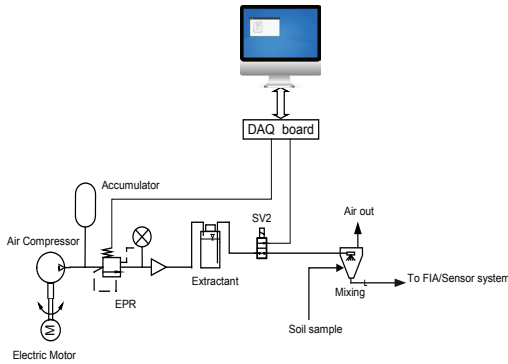 DAQ board
Accumulator
SV2
Air out
Air Compressor
Extractant
To FIA/Sensor system
Mixing
EPR
Soil sample
M
Electric Motor